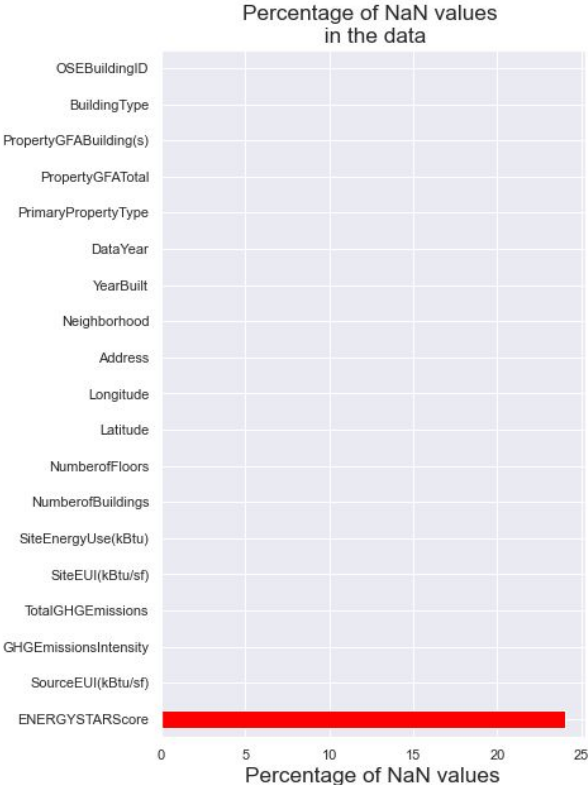 Percentage of NaN values
in the data
OSEBuildingID
BuildingType
PropertyGFABuilding(s)
PropertyGFATotal
PrimaryPropertyType
DataYear
YearBuilt
Neighborhood
Address
Longitude
Latitude
NumberofFloors
NumberofBuildings
SiteEnergyUse(kBtu)
SiteEUI(kBtu/sf)
TotalGHGEmissions
GHGEmissionsIntensity
SourceEUI(kBtu/sf)
ENERGYSTARScore
0 5 10 15 20 25
Percentage of NaN values